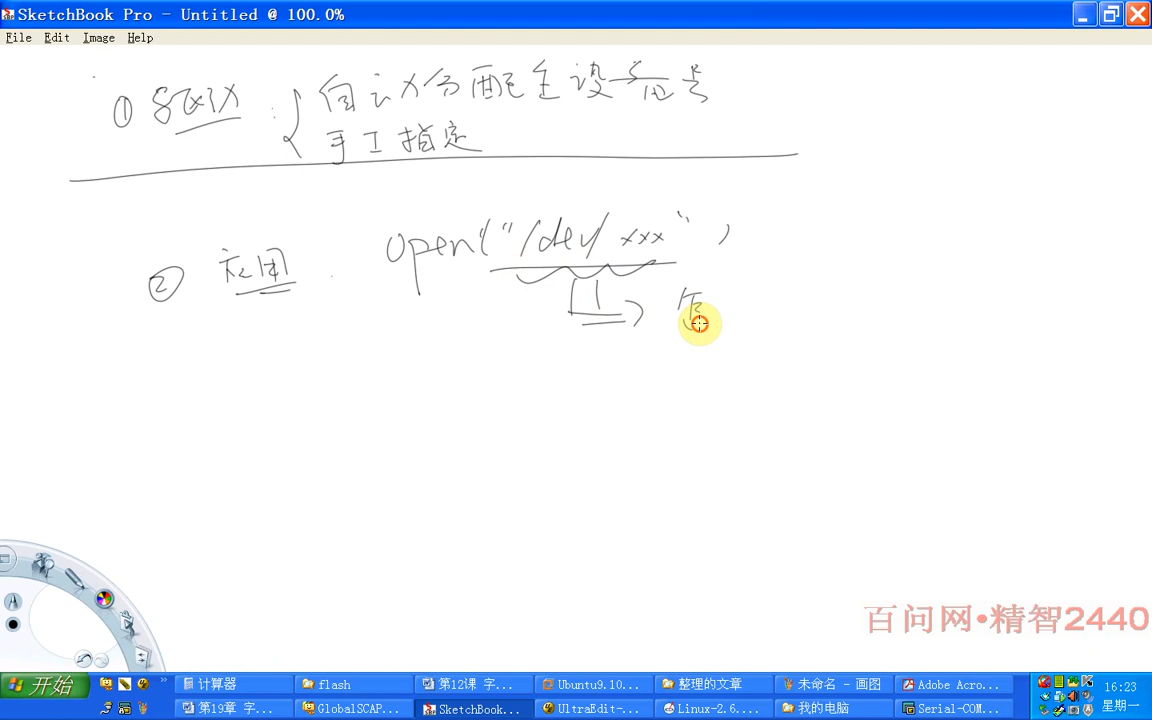 SketchBook Pro - Untitled @ 100.0%
File Edit Image Help
① 驱动 : { 自动分配主设备号
手工指定
② 应用 . open("/dev/xxx",
百问网•精智2440
开始 计算器 flash 第12课 字... Ubuntu9.10... 整理的文章 未命名 - 画图 Adobe Acro... 16:23
第19章 字... GlobalSCAP... SketchBook... UltraEdit-... Linux-2.6.... 我的电脑 Serial-COM... 星期一